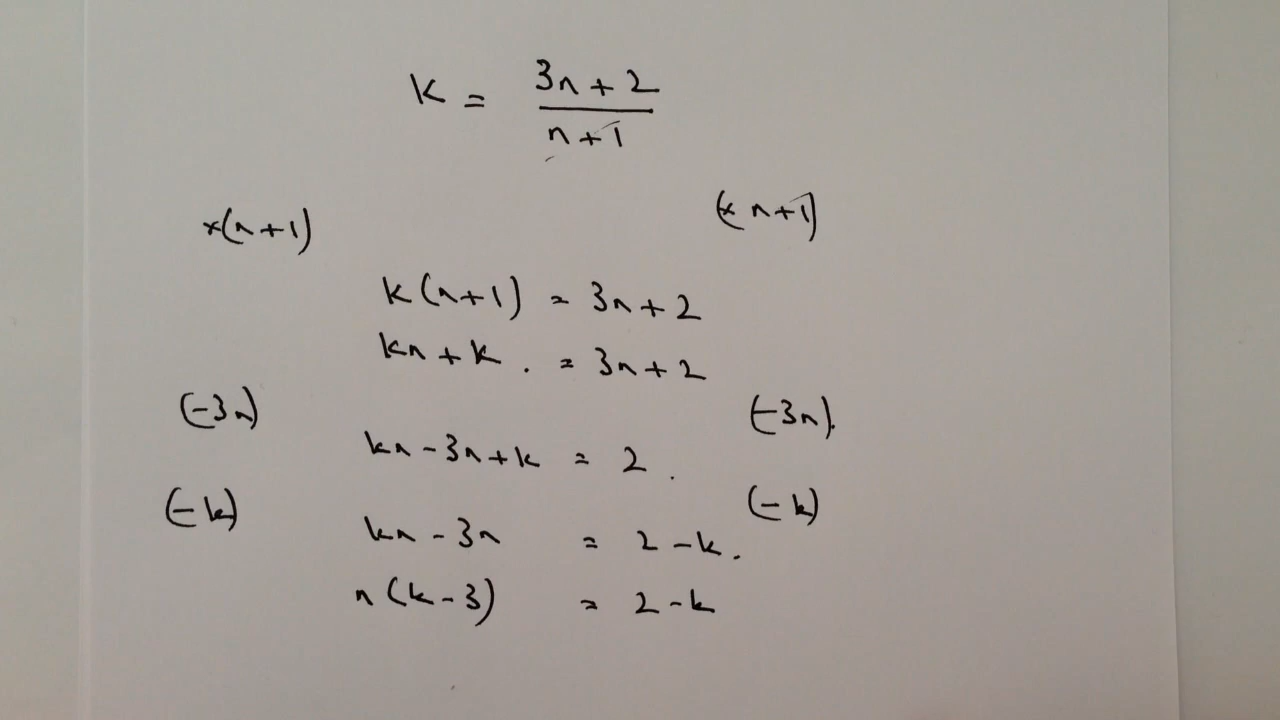 k = 3n + 2
n + 1
×(n+1) (× n+1)
k(n+1) = 3n+2
kn + k . = 3n+2
(-3n) (-3n).
kn - 3n + k = 2 .
(-k) (-k)
kn - 3n = 2 - k .
n(k-3) = 2 - k